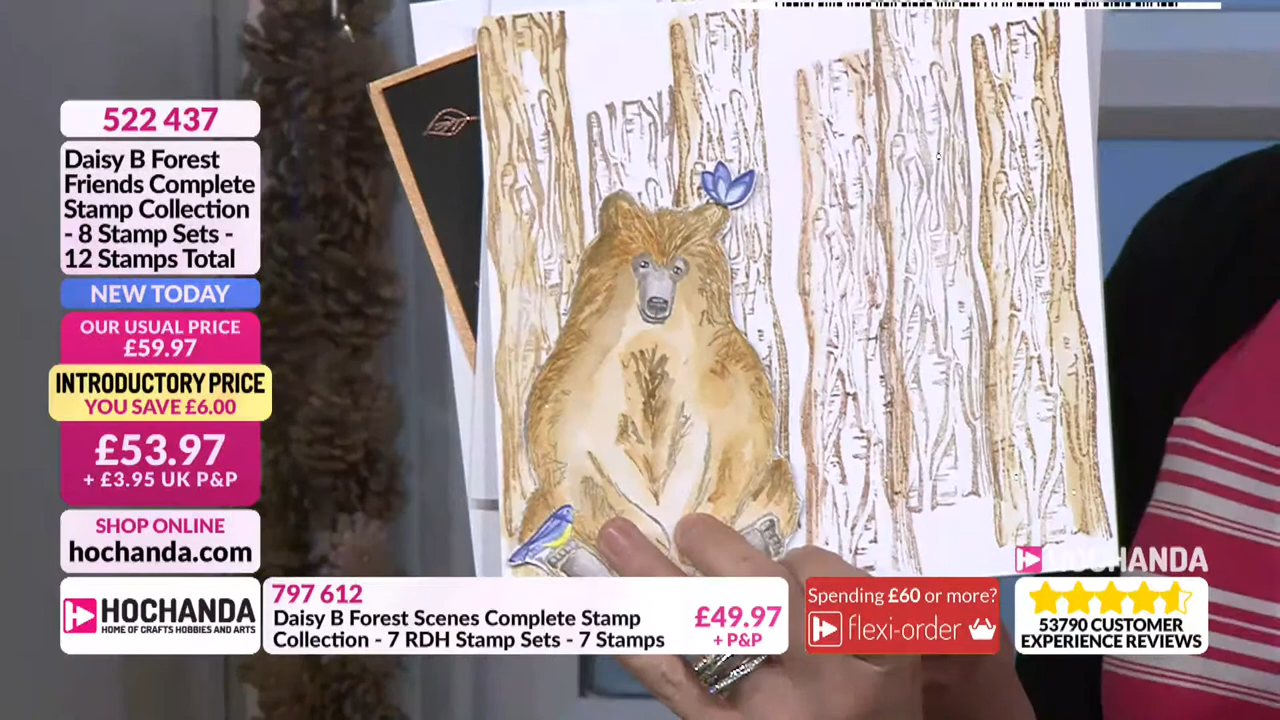 522 437
Daisy B Forest
Friends Complete
Stamp Collection
- 8 Stamp Sets -
12 Stamps Total
NEW TODAY
OUR USUAL PRICE
£59.97
INTRODUCTORY PRICE
YOU SAVE £6.00
£53.97
+ £3.95 UK P&P
SHOP ONLINE
hochanda.com
HOCHANDA
HOME OF CRAFTS HOBBIES AND ARTS
797 612
Daisy B Forest Scenes Complete Stamp
Collection - 7 RDH Stamp Sets - 7 Stamps
£49.97
+ P&P
Spending £60 or more?
flexi-order
HOCHANDA
53790 CUSTOMER
EXPERIENCE REVIEWS